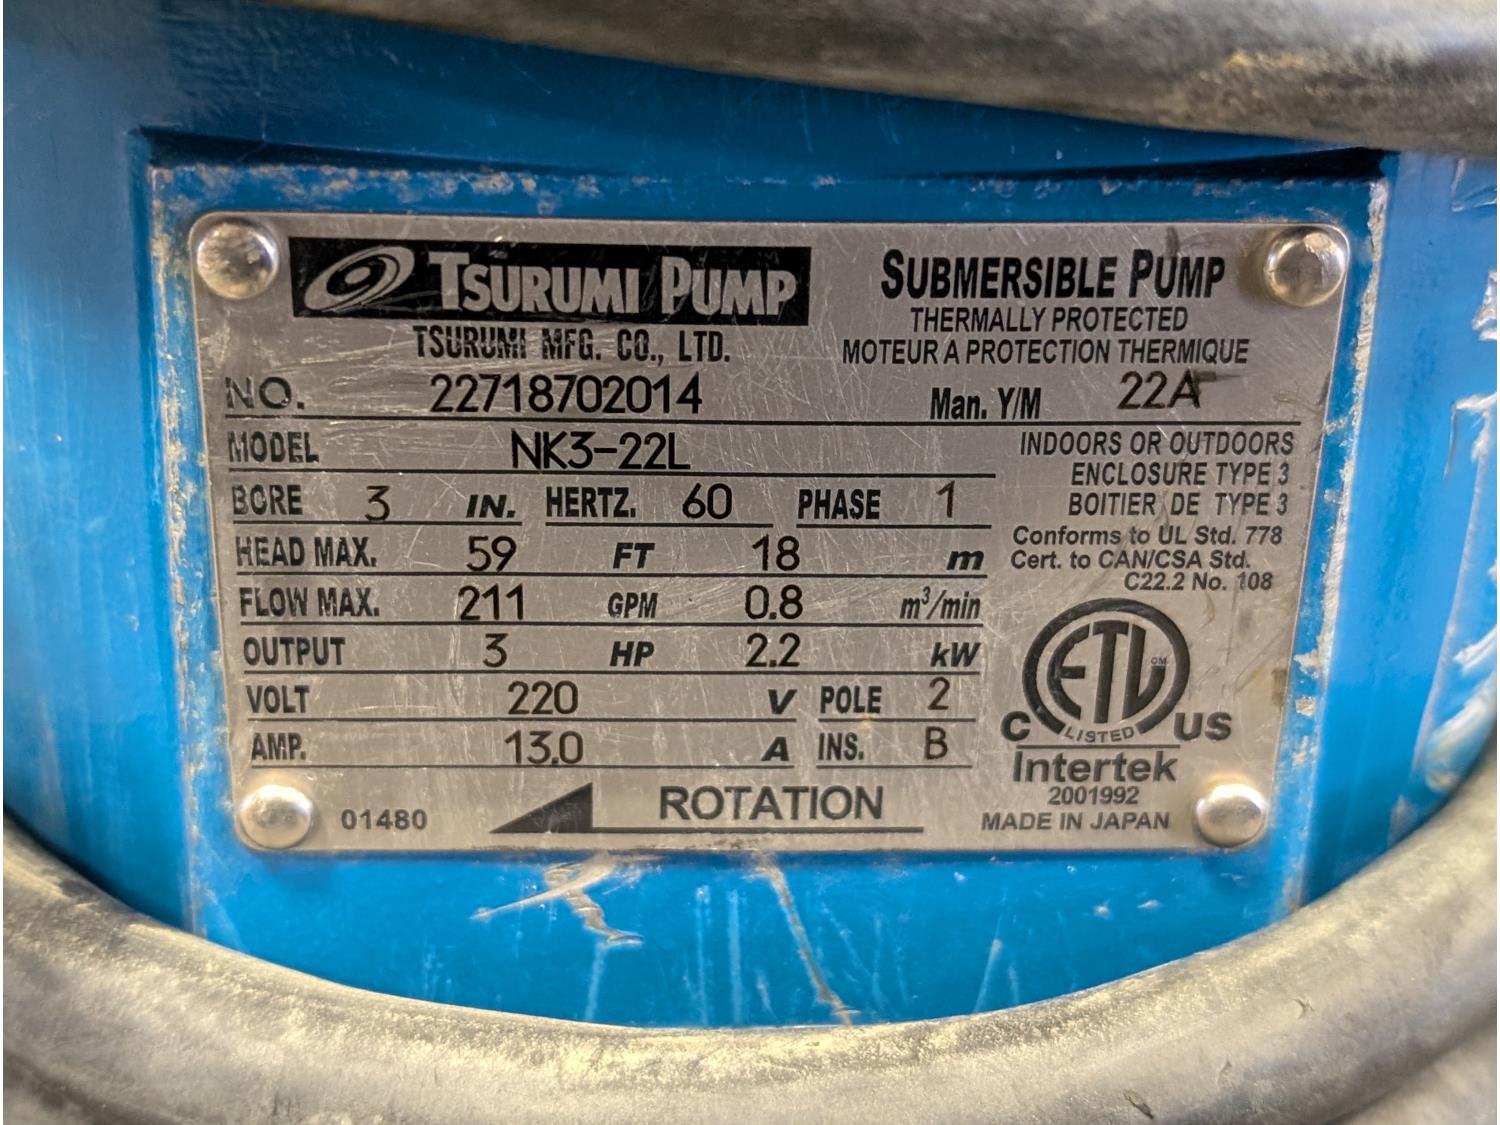 TSURUMI PUMP
TSURUMI MFG. CO., LTD.
SUBMERSIBLE PUMP
THERMALLY PROTECTED
MOTEUR A PROTECTION THERMIQUE
NO. 22718702014 Man. Y/M 22A
MODEL NK3-22L
INDOORS OR OUTDOORS
ENCLOSURE TYPE 3
BOITIER DE TYPE 3
BORE 3 IN. HERTZ. 60 PHASE 1
Conforms to UL Std. 778
Cert. to CAN/CSA Std.
C22.2 No. 108
HEAD MAX. 59 FT 18 m
FLOW MAX. 211 GPM 0.8 m³/min
OUTPUT 3 HP 2.2 kW
VOLT 220 V POLE 2
AMP. 13.0 A INS. B
ETL CM
C LISTED US
Intertek
2001992
MADE IN JAPAN
01480 ROTATION